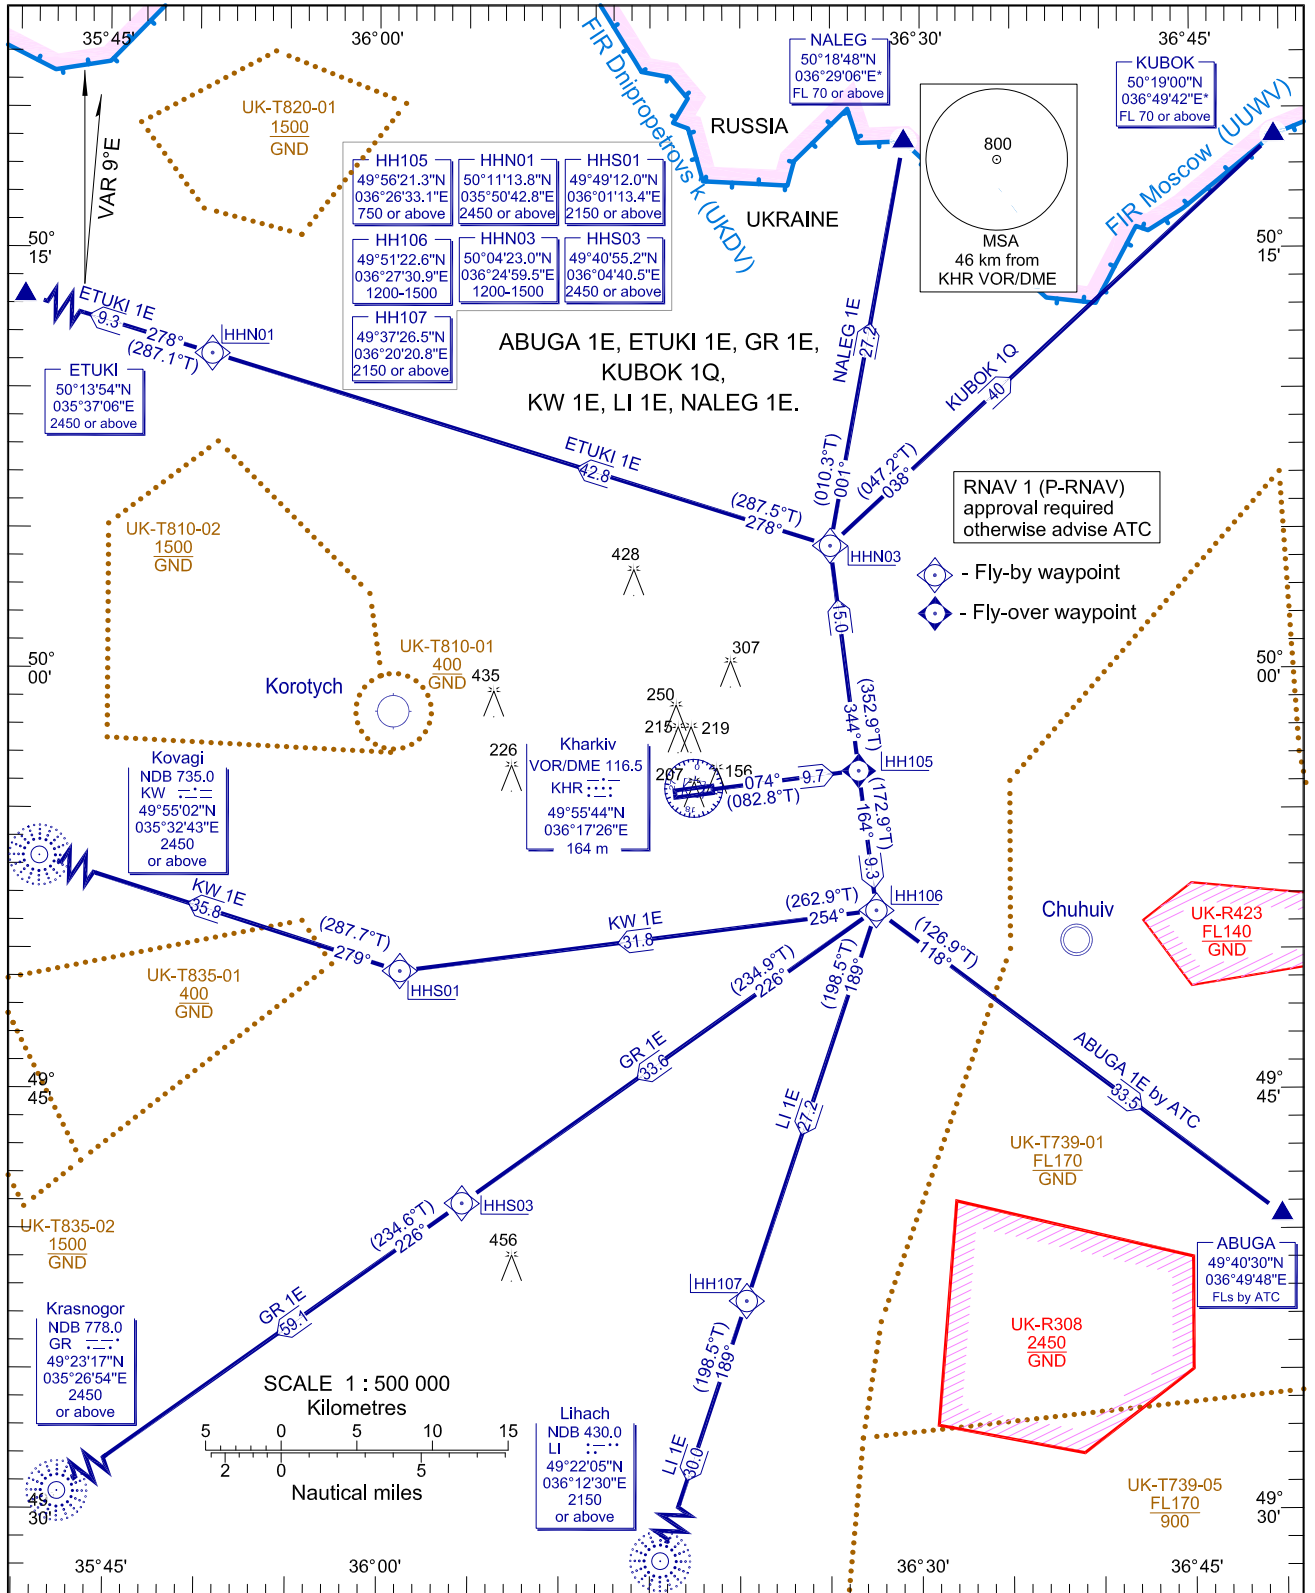 35°45'
36°00'
36°30'
36°45'
NALEG
50°18'48"N
036°29'06"E*
FL 70 or above
KUBOK
50°19'00"N
036°49'42"E*
FL 70 or above
UK-T820-01
1500
GND
VAR 9°E
FIR Dnipropetrovs k (UKDV)
RUSSIA
UKRAINE
800
MSA
46 km from
KHR VOR/DME
FIR Moscow (UUWV)
HH105
49°56'21.3"N
036°26'33.1"E
750 or above
HHN01
50°11'13.8"N
035°50'42.8"E
2450 or above
HHS01
49°49'12.0"N
036°01'13.4"E
2150 or above
HH106
49°51'22.6"N
036°27'30.9"E
1200-1500
HHN03
50°04'23.0"N
036°24'59.5"E
1200-1500
HHS03
49°40'55.2"N
036°04'40.5"E
2450 or above
HH107
49°37'26.5"N
036°20'20.8"E
2150 or above
50°
15'
50°
15'
ETUKI 1E
9.3
278°
(287.1°T)
HHN01
ETUKI
50°13'54"N
035°37'06"E
2450 or above
ABUGA 1E, ETUKI 1E, GR 1E,
KUBOK 1Q,
KW 1E, LI 1E, NALEG 1E.
NALEG 1E
27.2
(010.3°T)
001°
KUBOK 1Q
40
(047.2°T)
038°
ETUKI 1E
42.8
(287.5°T)
278°
HHN03
RNAV 1 (P-RNAV)
approval required
otherwise advise ATC
- Fly-by waypoint
- Fly-over waypoint
UK-T810-02
1500
GND
428
15.0
307
UK-T810-01
400
GND
435
Korotych
50°
00'
50°
00'
250
215
219
226
207
156
(352.9°T)
344°
HH105
Kharkiv
VOR/DME 116.5
KHR
49°55'44"N
036°17'26"E
164 m
074°
9.7
(082.8°T)
(172.9°T)
164°
9.3
Kovagi
NDB 735.0
KW
49°55'02"N
035°32'43"E
2450
or above
KW 1E
35.8
(287.7°T)
279°
HHS01
KW 1E
31.8
(262.9°T)
254°
HH106
Chuhuiv
UK-R423
FL140
GND
(126.9°T)
118°
(234.9°T)
226°
(198.5°T)
189°
UK-T835-01
400
GND
GR 1E
33.6
LI 1E
27.2
ABUGA 1E by ATC
33.5
49°
45'
49°
45'
UK-T739-01
FL170
GND
UK-T835-02
1500
GND
HHS03
(234.6°T)
226°
456
HH107
ABUGA
49°40'30"N
036°49'48"E
FLs by ATC
UK-R308
2450
GND
GR 1E
59.1
(198.5°T)
189°
Krasnogor
NDB 778.0
GR
49°23'17"N
035°26'54"E
2450
or above
SCALE 1 : 500 000
Kilometres
5 0 5 10 15
2 0 5
Nautical miles
Lihach
NDB 430.0
LI
49°22'05"N
036°12'30"E
2150
or above
LI 1E
30.0
UK-T739-05
FL170
900
49°
30'
49°
30'
35°45'
36°00'
36°30'
36°45'